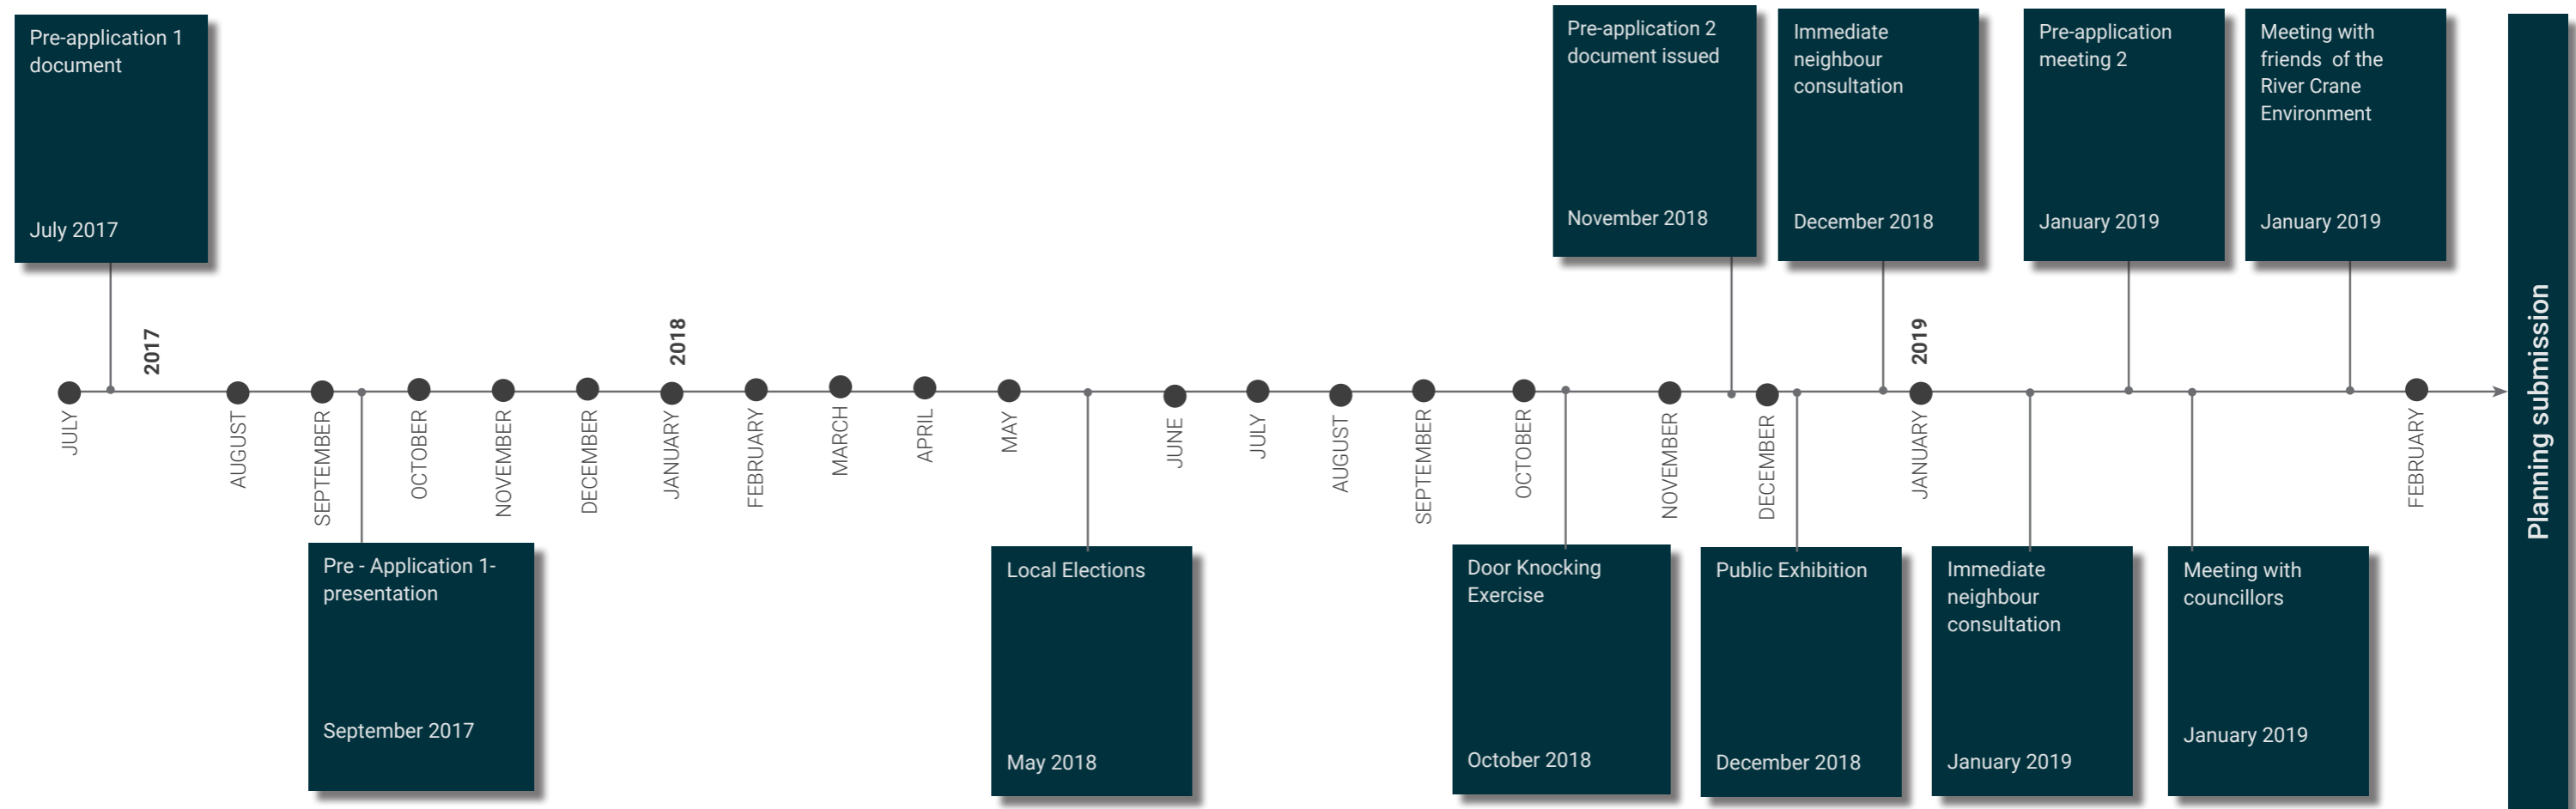 Pre-application 1
document
July 2017
Pre-application 2
document issued
November 2018
Immediate
neighbour
consultation
December 2018
Pre-application
meeting 2
January 2019
Meeting with
friends of the
River Crane
Environment
January 2019
2017
2018
2019
JULY
AUGUST
SEPTEMBER
OCTOBER
NOVEMBER
DECEMBER
JANUARY
FEBRUARY
MARCH
APRIL
MAY
JUNE
JULY
AUGUST
SEPTEMBER
OCTOBER
NOVEMBER
DECEMBER
JANUARY
FEBRUARY
Pre - Application 1-
presentation
September 2017
Local Elections
May 2018
Door Knocking
Exercise
October 2018
Public Exhibition
December 2018
Immediate
neighbour
consultation
January 2019
Meeting with
councillors
January 2019
Planning submission